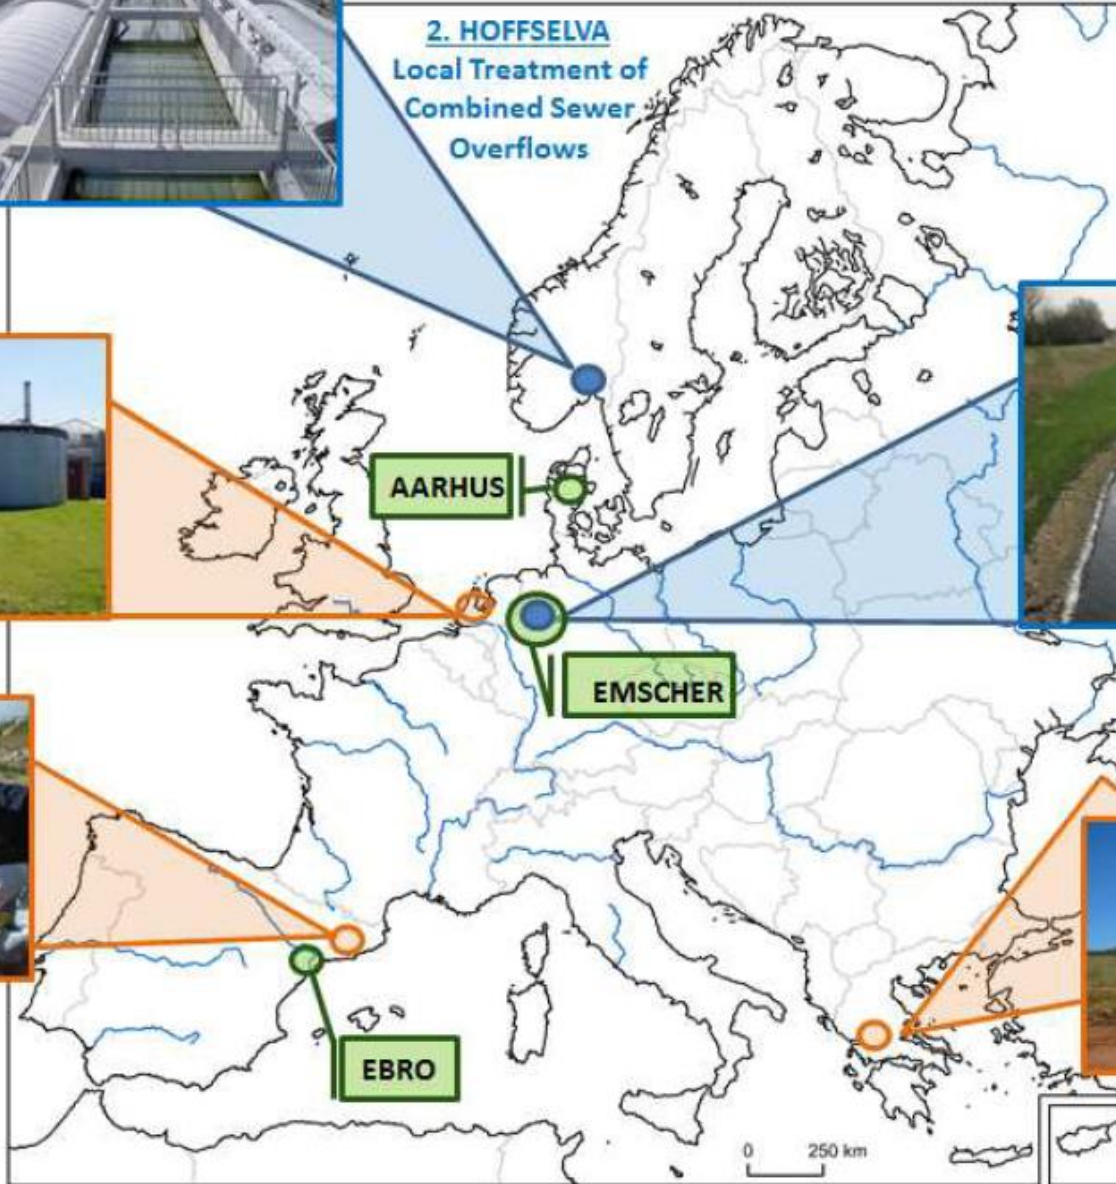 2. HOFFSELVA
Local Treatment of
Combined Sewer
Overflows
AARHUS
EMSCHER
EBRO
0 250 km